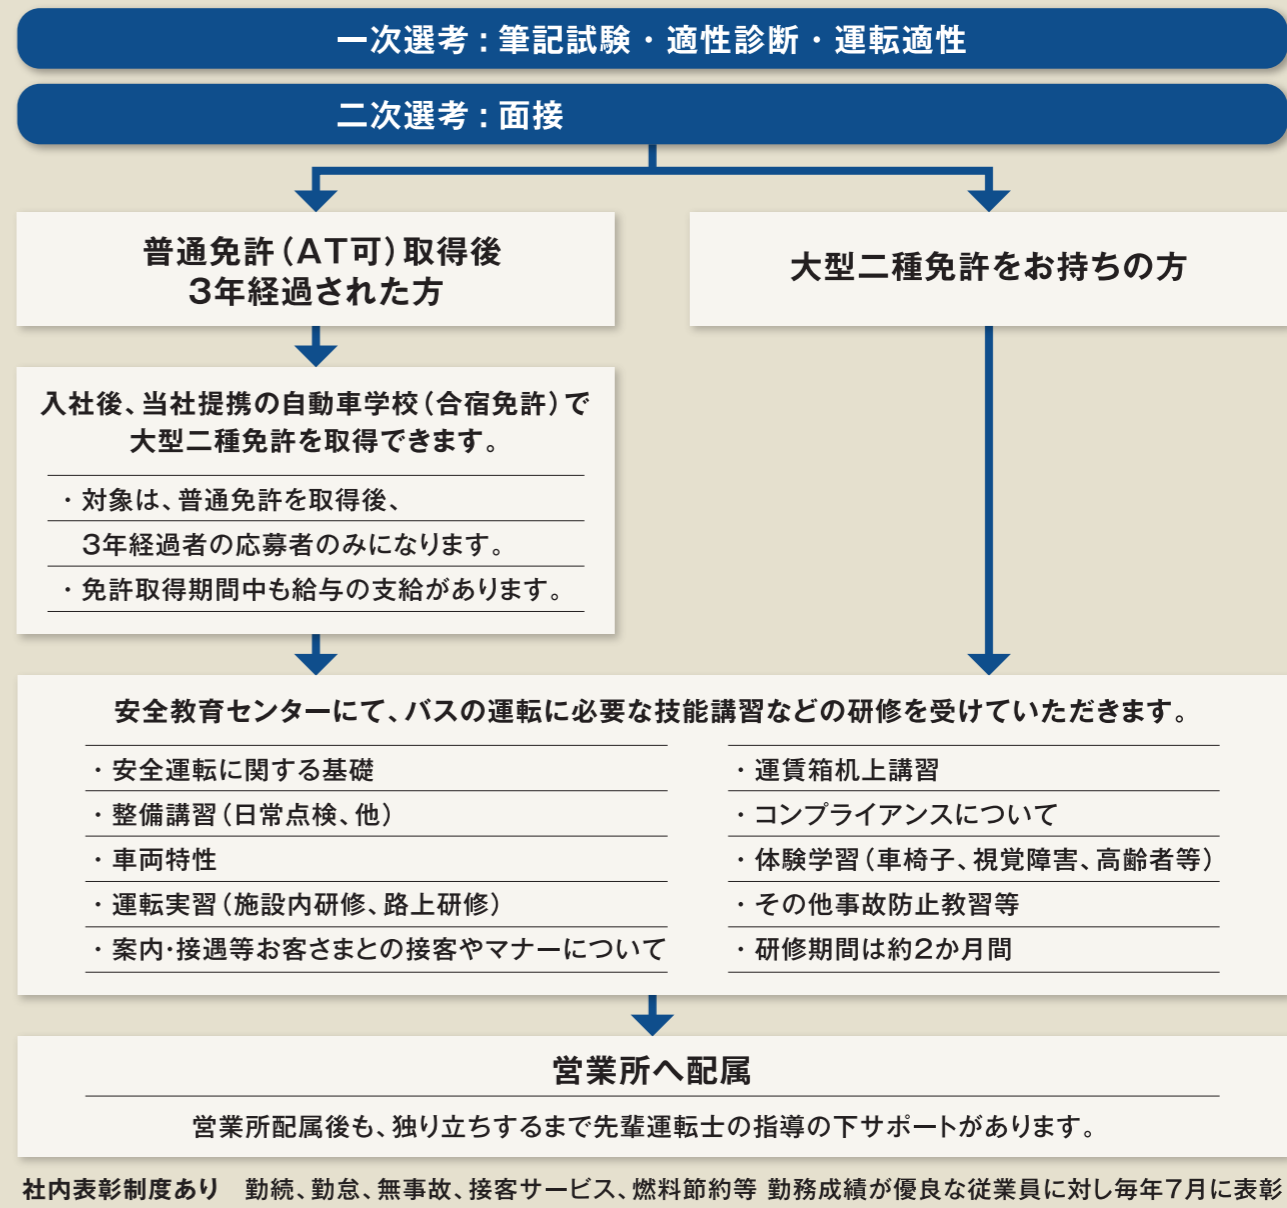 一次選考：筆記試験・適性診断・運転適性
二次選考：面接
普通免許（AT可）取得後
3年経過された方
大型二種免許をお持ちの方
入社後、当社提携の自動車学校（合宿免許）で
大型二種免許を取得できます。
・対象は、普通免許を取得後、
3年経過者の応募者のみになります。
・免許取得期間中も給与の支給があります。
安全教育センターにて、バスの運転に必要な技能講習などの研修を受けていただきます。
・安全運転に関する基礎
・整備講習（日常点検、他）
・車両特性
・運転実習（施設内研修、路上研修）
・案内・接遇等お客さまとの接客やマナーについて
・運賃箱机上講習
・コンプライアンスについて
・体験学習（車椅子、視覚障害、高齢者等）
・その他事故防止教習等
・研修期間は約2か月間
営業所へ配属
営業所配属後も、独り立ちするまで先輩運転士の指導の下サポートがあります。
社内表彰制度あり　勤続、勤怠、無事故、接客サービス、燃料節約等 勤務成績が優良な従業員に対し毎年7月に表彰